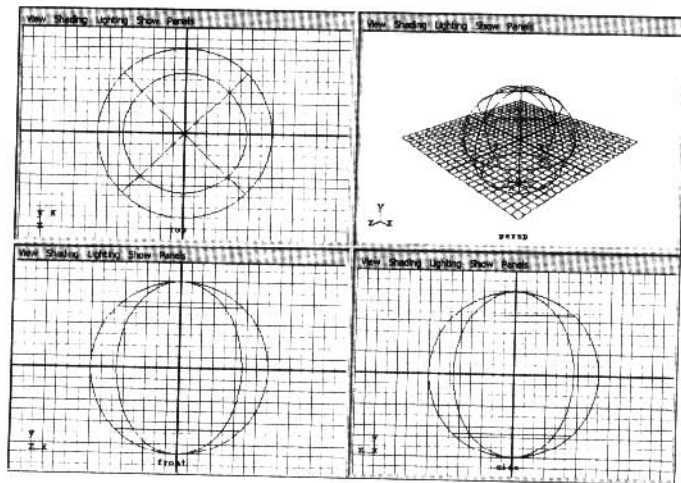 View Shading Lighting Show Panels
View Shading Lighting Show Panels
y x
z
top
y
z x
persp
View Shading Lighting Show Panels
View Shading Lighting Show Panels
y
z x
front
y
z x
side